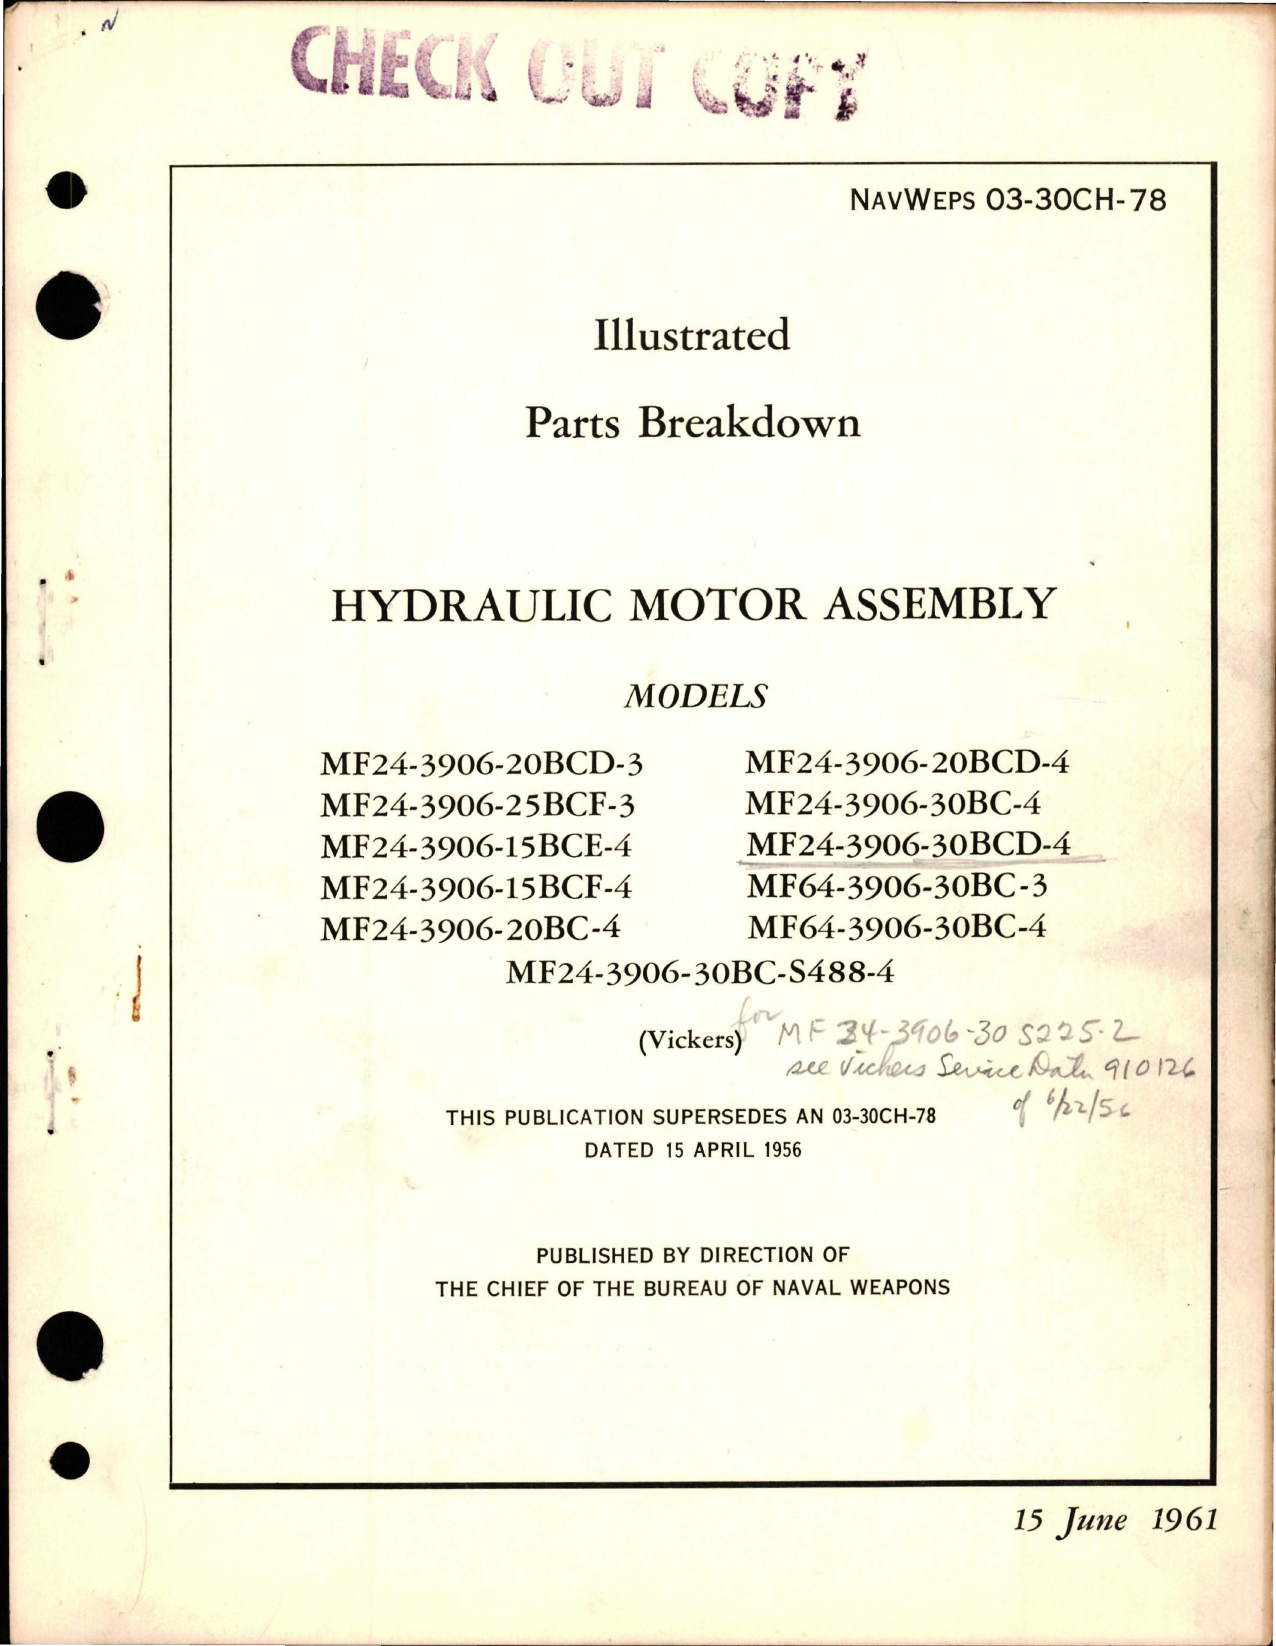 N
CHECK OUT COPY
NAVWEPS 03-30CH-78
Illustrated
Parts Breakdown
HYDRAULIC MOTOR ASSEMBLY
MODELS
MF24-3906-20BCD-3 MF24-3906-20BCD-4
MF24-3906-25BCF-3 MF24-3906-30BC-4
MF24-3906-15BCE-4 MF24-3906-30BCD-4
MF24-3906-15BCF-4 MF64-3906-30BC-3
MF24-3906-20BC-4 MF64-3906-30BC-4
MF24-3906-30BC-S488-4
(Vickers) for MF 34-3906-30 S225-2
see Vickers Service Data 910126
of 6/22/56
THIS PUBLICATION SUPERSEDES AN 03-30CH-78
DATED 15 APRIL 1956
PUBLISHED BY DIRECTION OF
THE CHIEF OF THE BUREAU OF NAVAL WEAPONS
15 June 1961